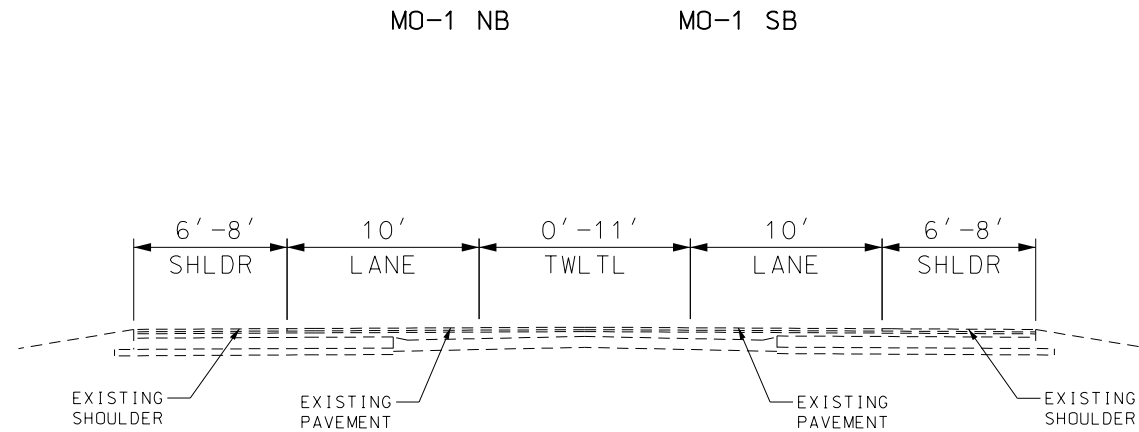 MO-1 NB MO-1 SB
6'-8' 10' 0'-11' 10' 6'-8'
SHLDR LANE TWLTL LANE SHLDR
EXISTING
SHOULDER
EXISTING
PAVEMENT
EXISTING
PAVEMENT
EXISTING
SHOULDER